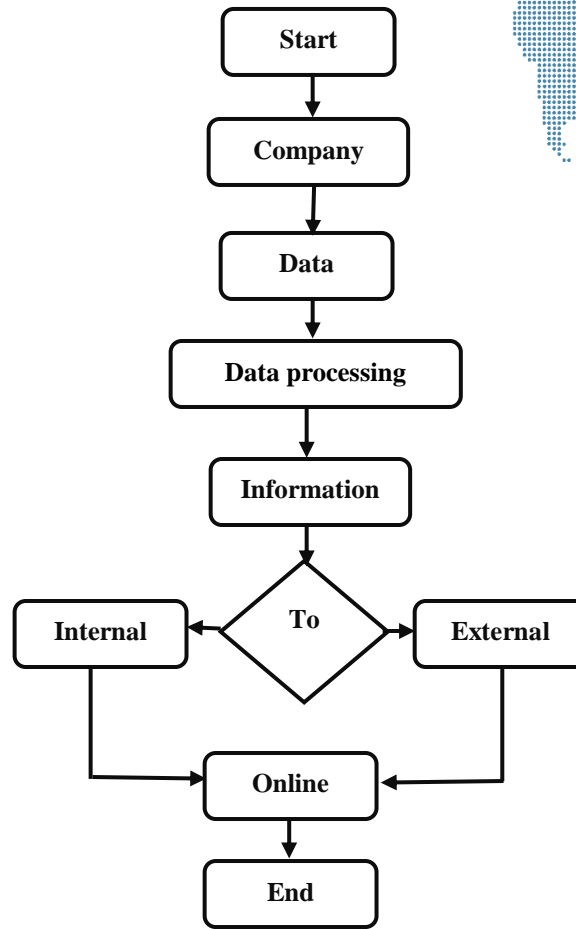 Start
Company
Data
Data processing
Information
To
Internal
External
Online
End